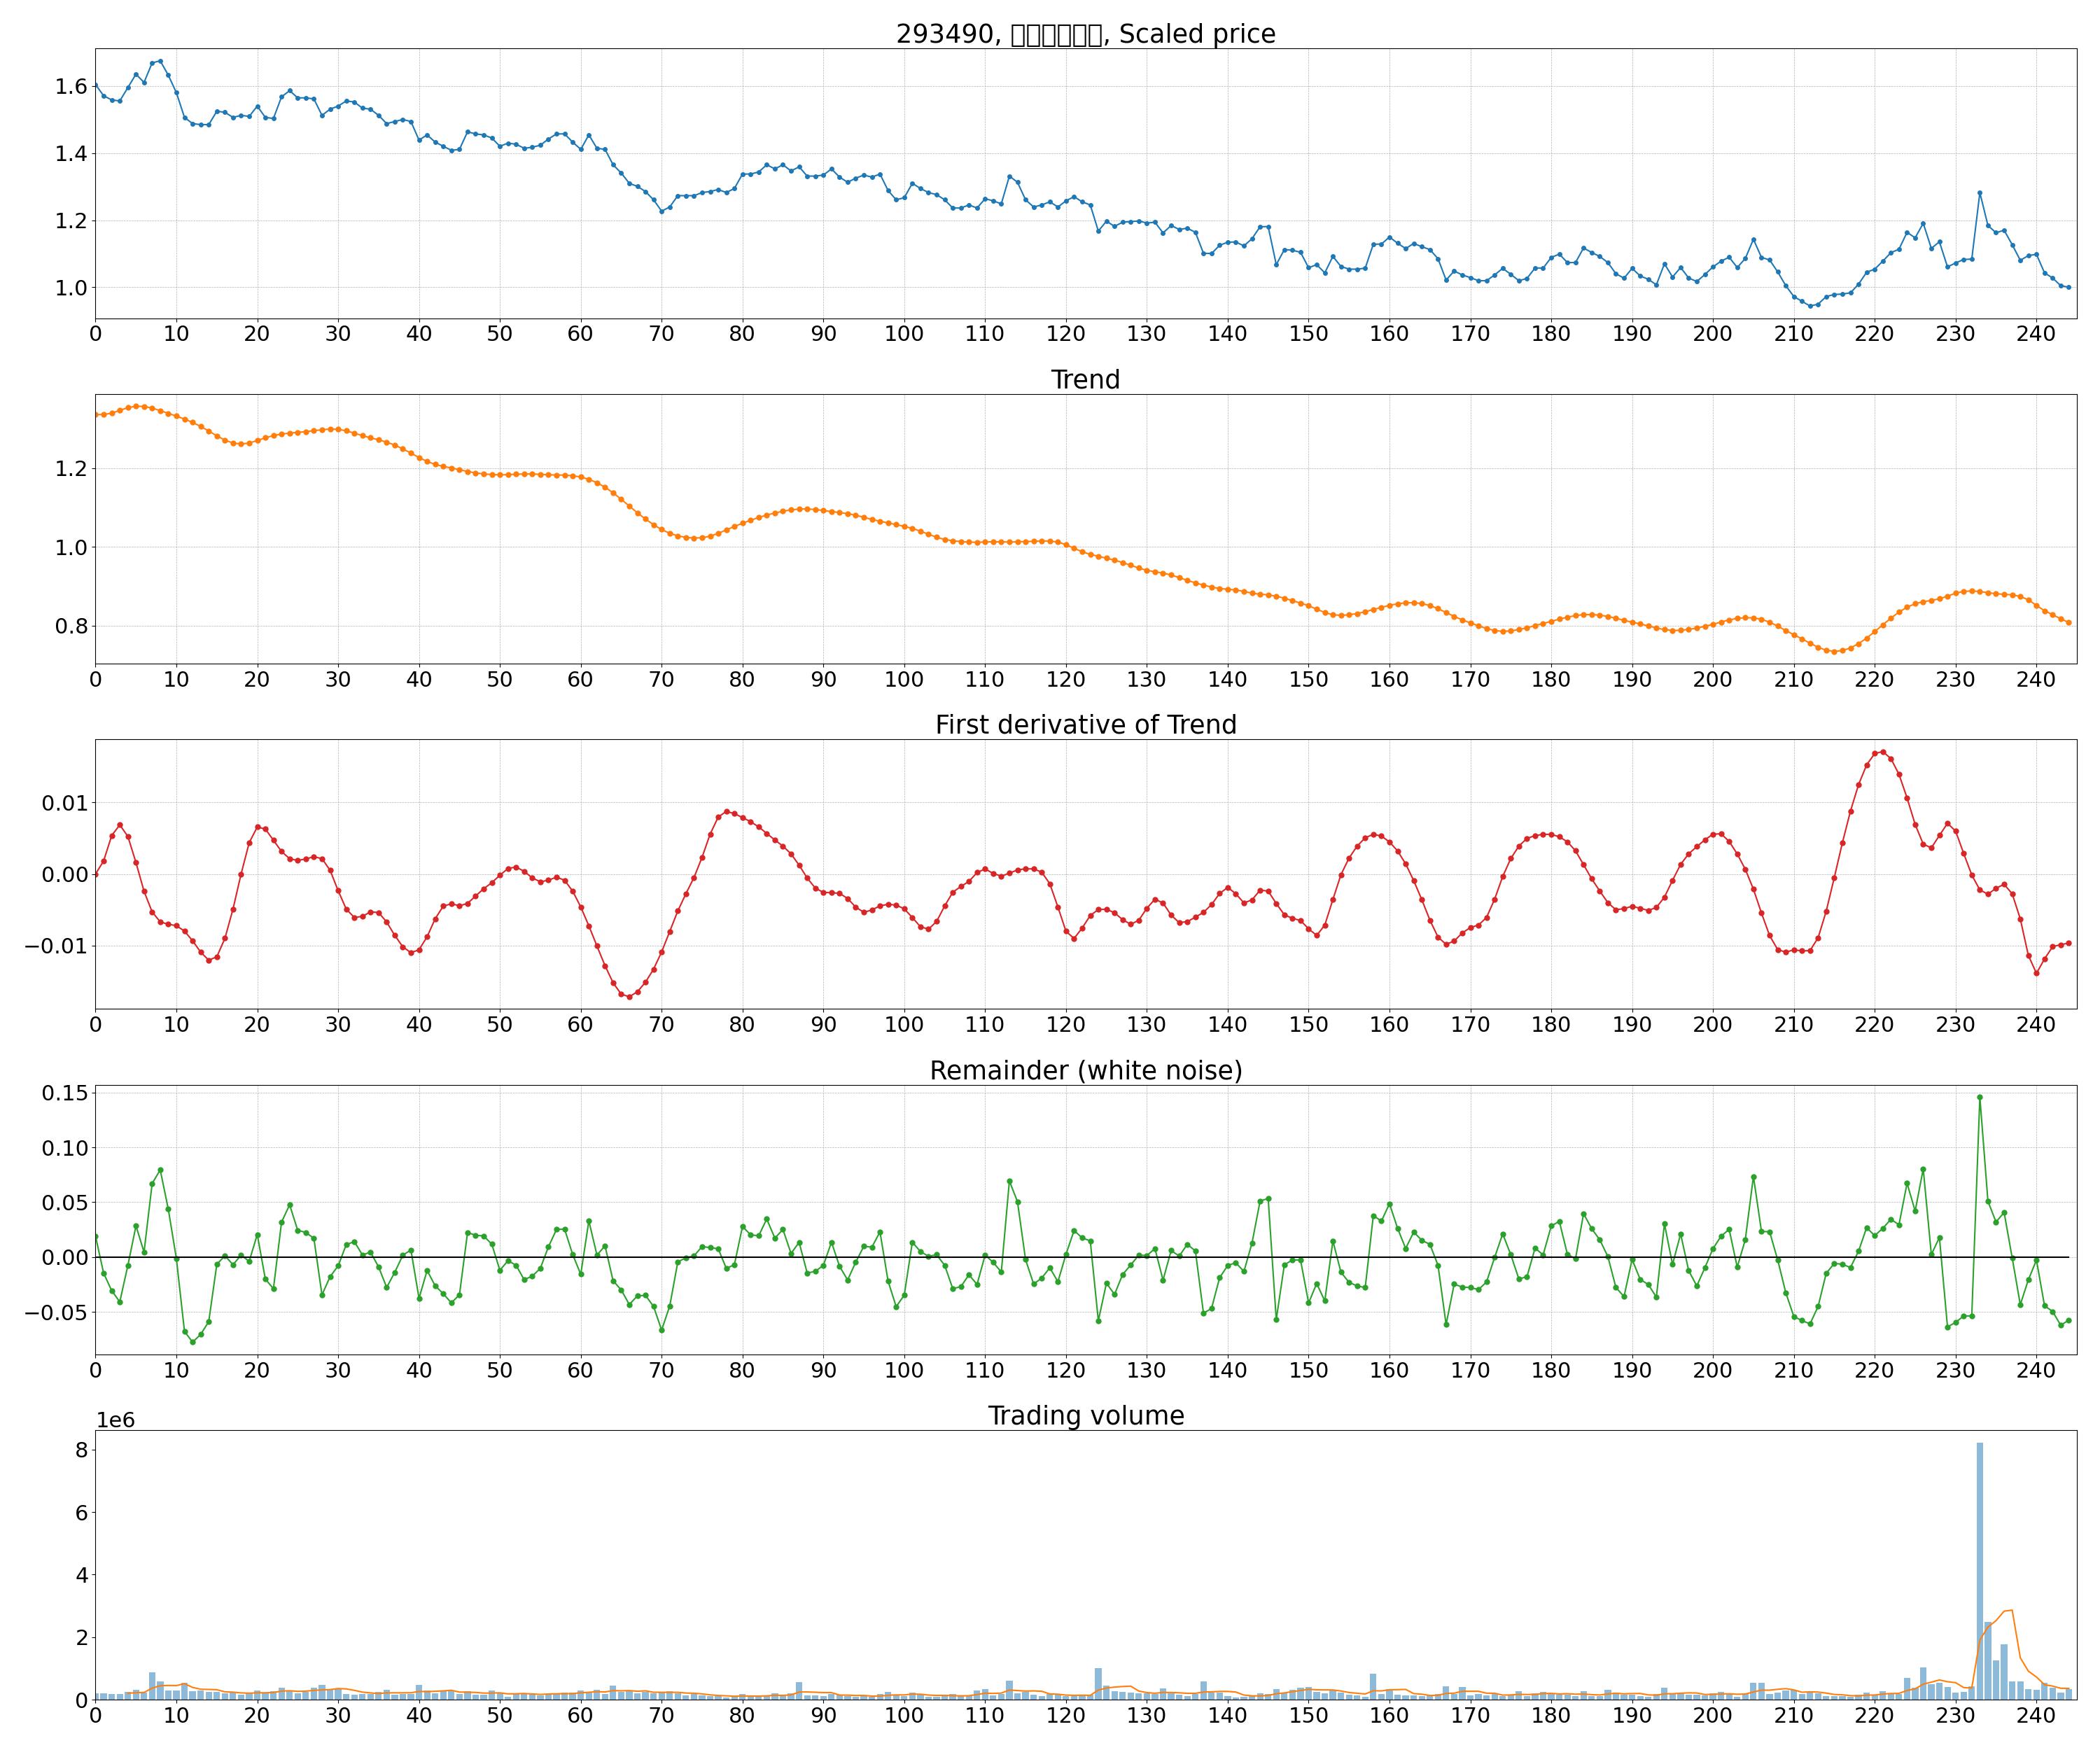 293490, □□□□□□, Scaled price
1.6
1.4
1.2
1.0
0 10 20 30 40 50 60 70 80 90 100 110 120 130 140 150 160 170 180 190 200 210 220 230 240
Trend
1.2
1.0
0.8
0 10 20 30 40 50 60 70 80 90 100 110 120 130 140 150 160 170 180 190 200 210 220 230 240
First derivative of Trend
0.01
0.00
−0.01
0 10 20 30 40 50 60 70 80 90 100 110 120 130 140 150 160 170 180 190 200 210 220 230 240
Remainder (white noise)
0.15
0.10
0.05
0.00
−0.05
0 10 20 30 40 50 60 70 80 90 100 110 120 130 140 150 160 170 180 190 200 210 220 230 240
Trading volume
1e6
8
6
4
2
0
0 10 20 30 40 50 60 70 80 90 100 110 120 130 140 150 160 170 180 190 200 210 220 230 240